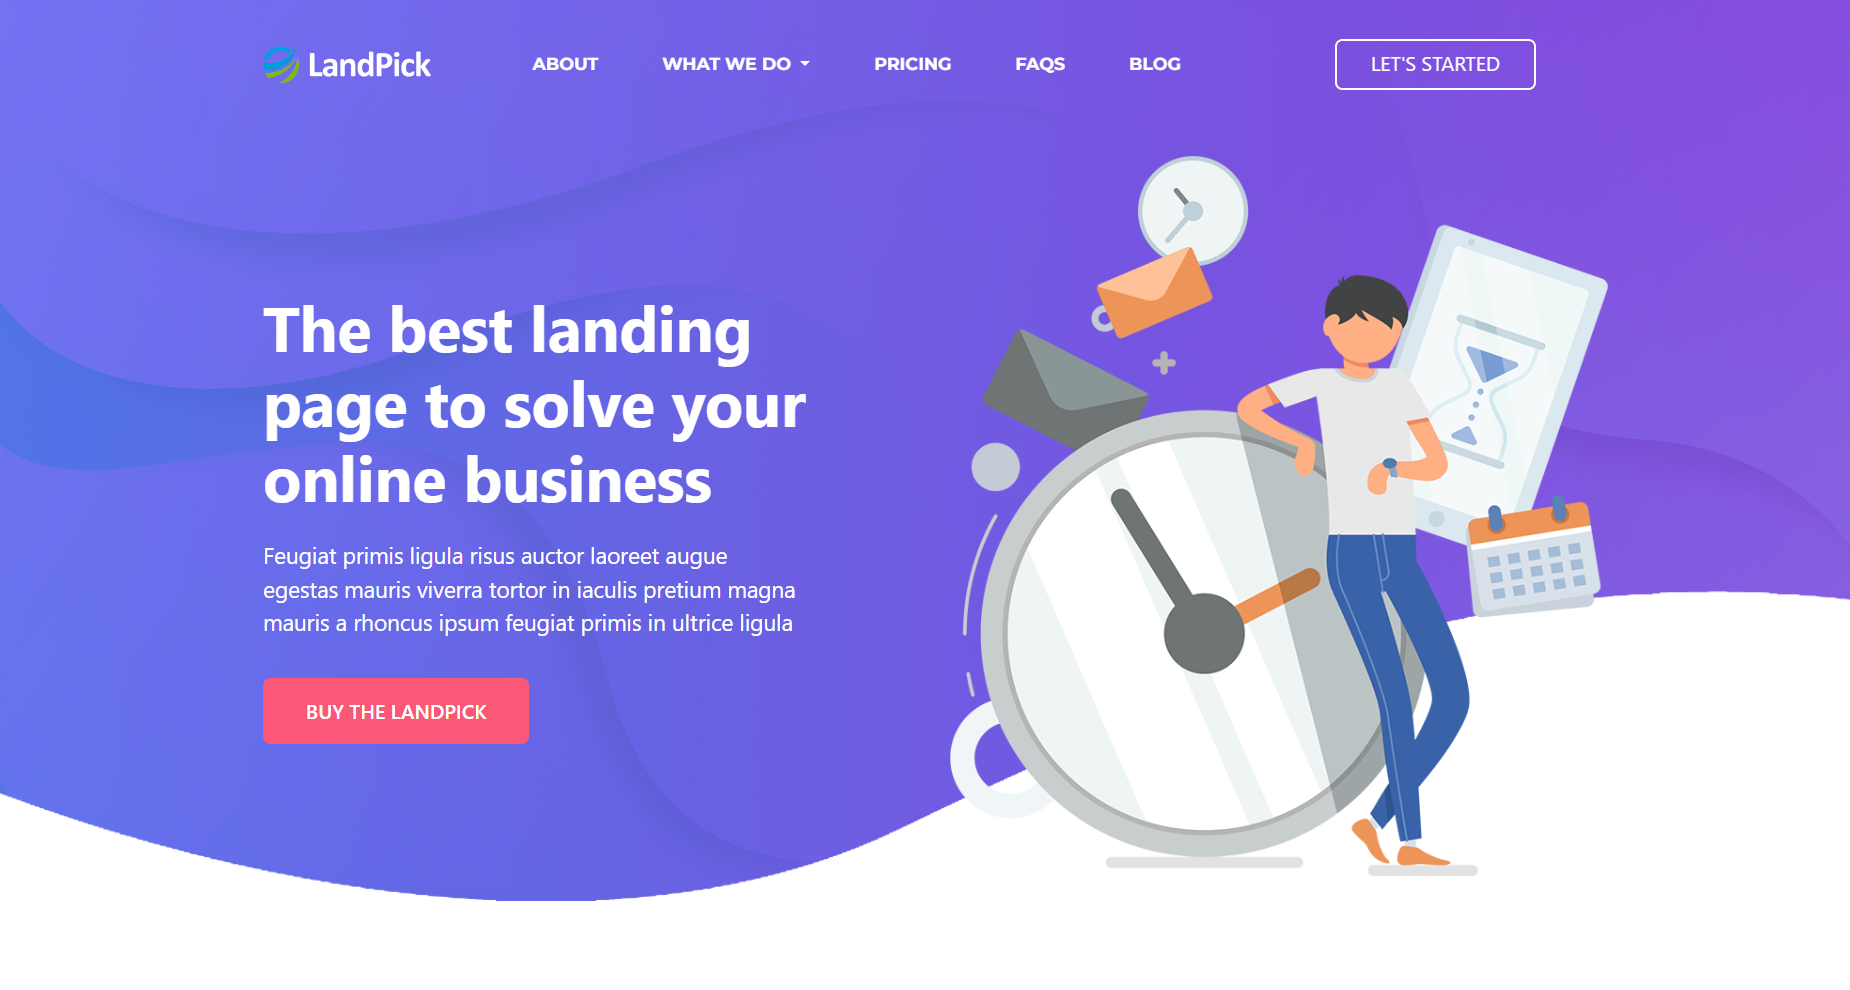 LandPick
ABOUT
WHAT WE DO
PRICING
FAQS
BLOG
LET'S STARTED
The best landing
page to solve your
online business
Feugiat primis ligula risus auctor laoreet augue
egestas mauris viverra tortor in iaculis pretium magna
mauris a rhoncus ipsum feugiat primis in ultrice ligula
BUY THE LANDPICK